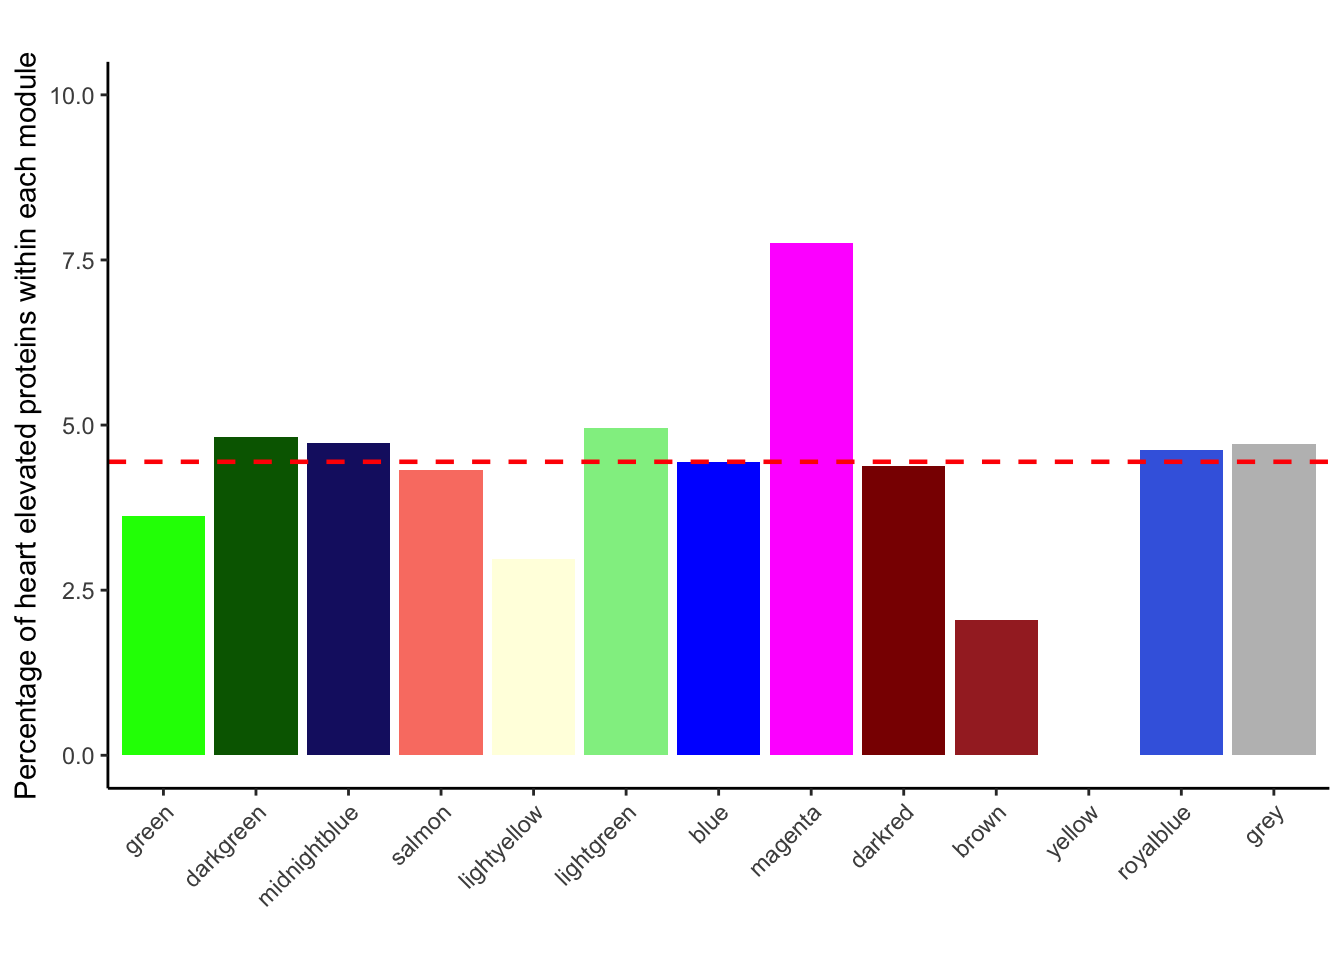 Percentage of heart elevated proteins within each module
10.0
7.5
5.0
2.5
0.0
green
darkgreen
midnightblue
salmon
lightyellow
lightgreen
blue
magenta
darkred
brown
yellow
royalblue
grey